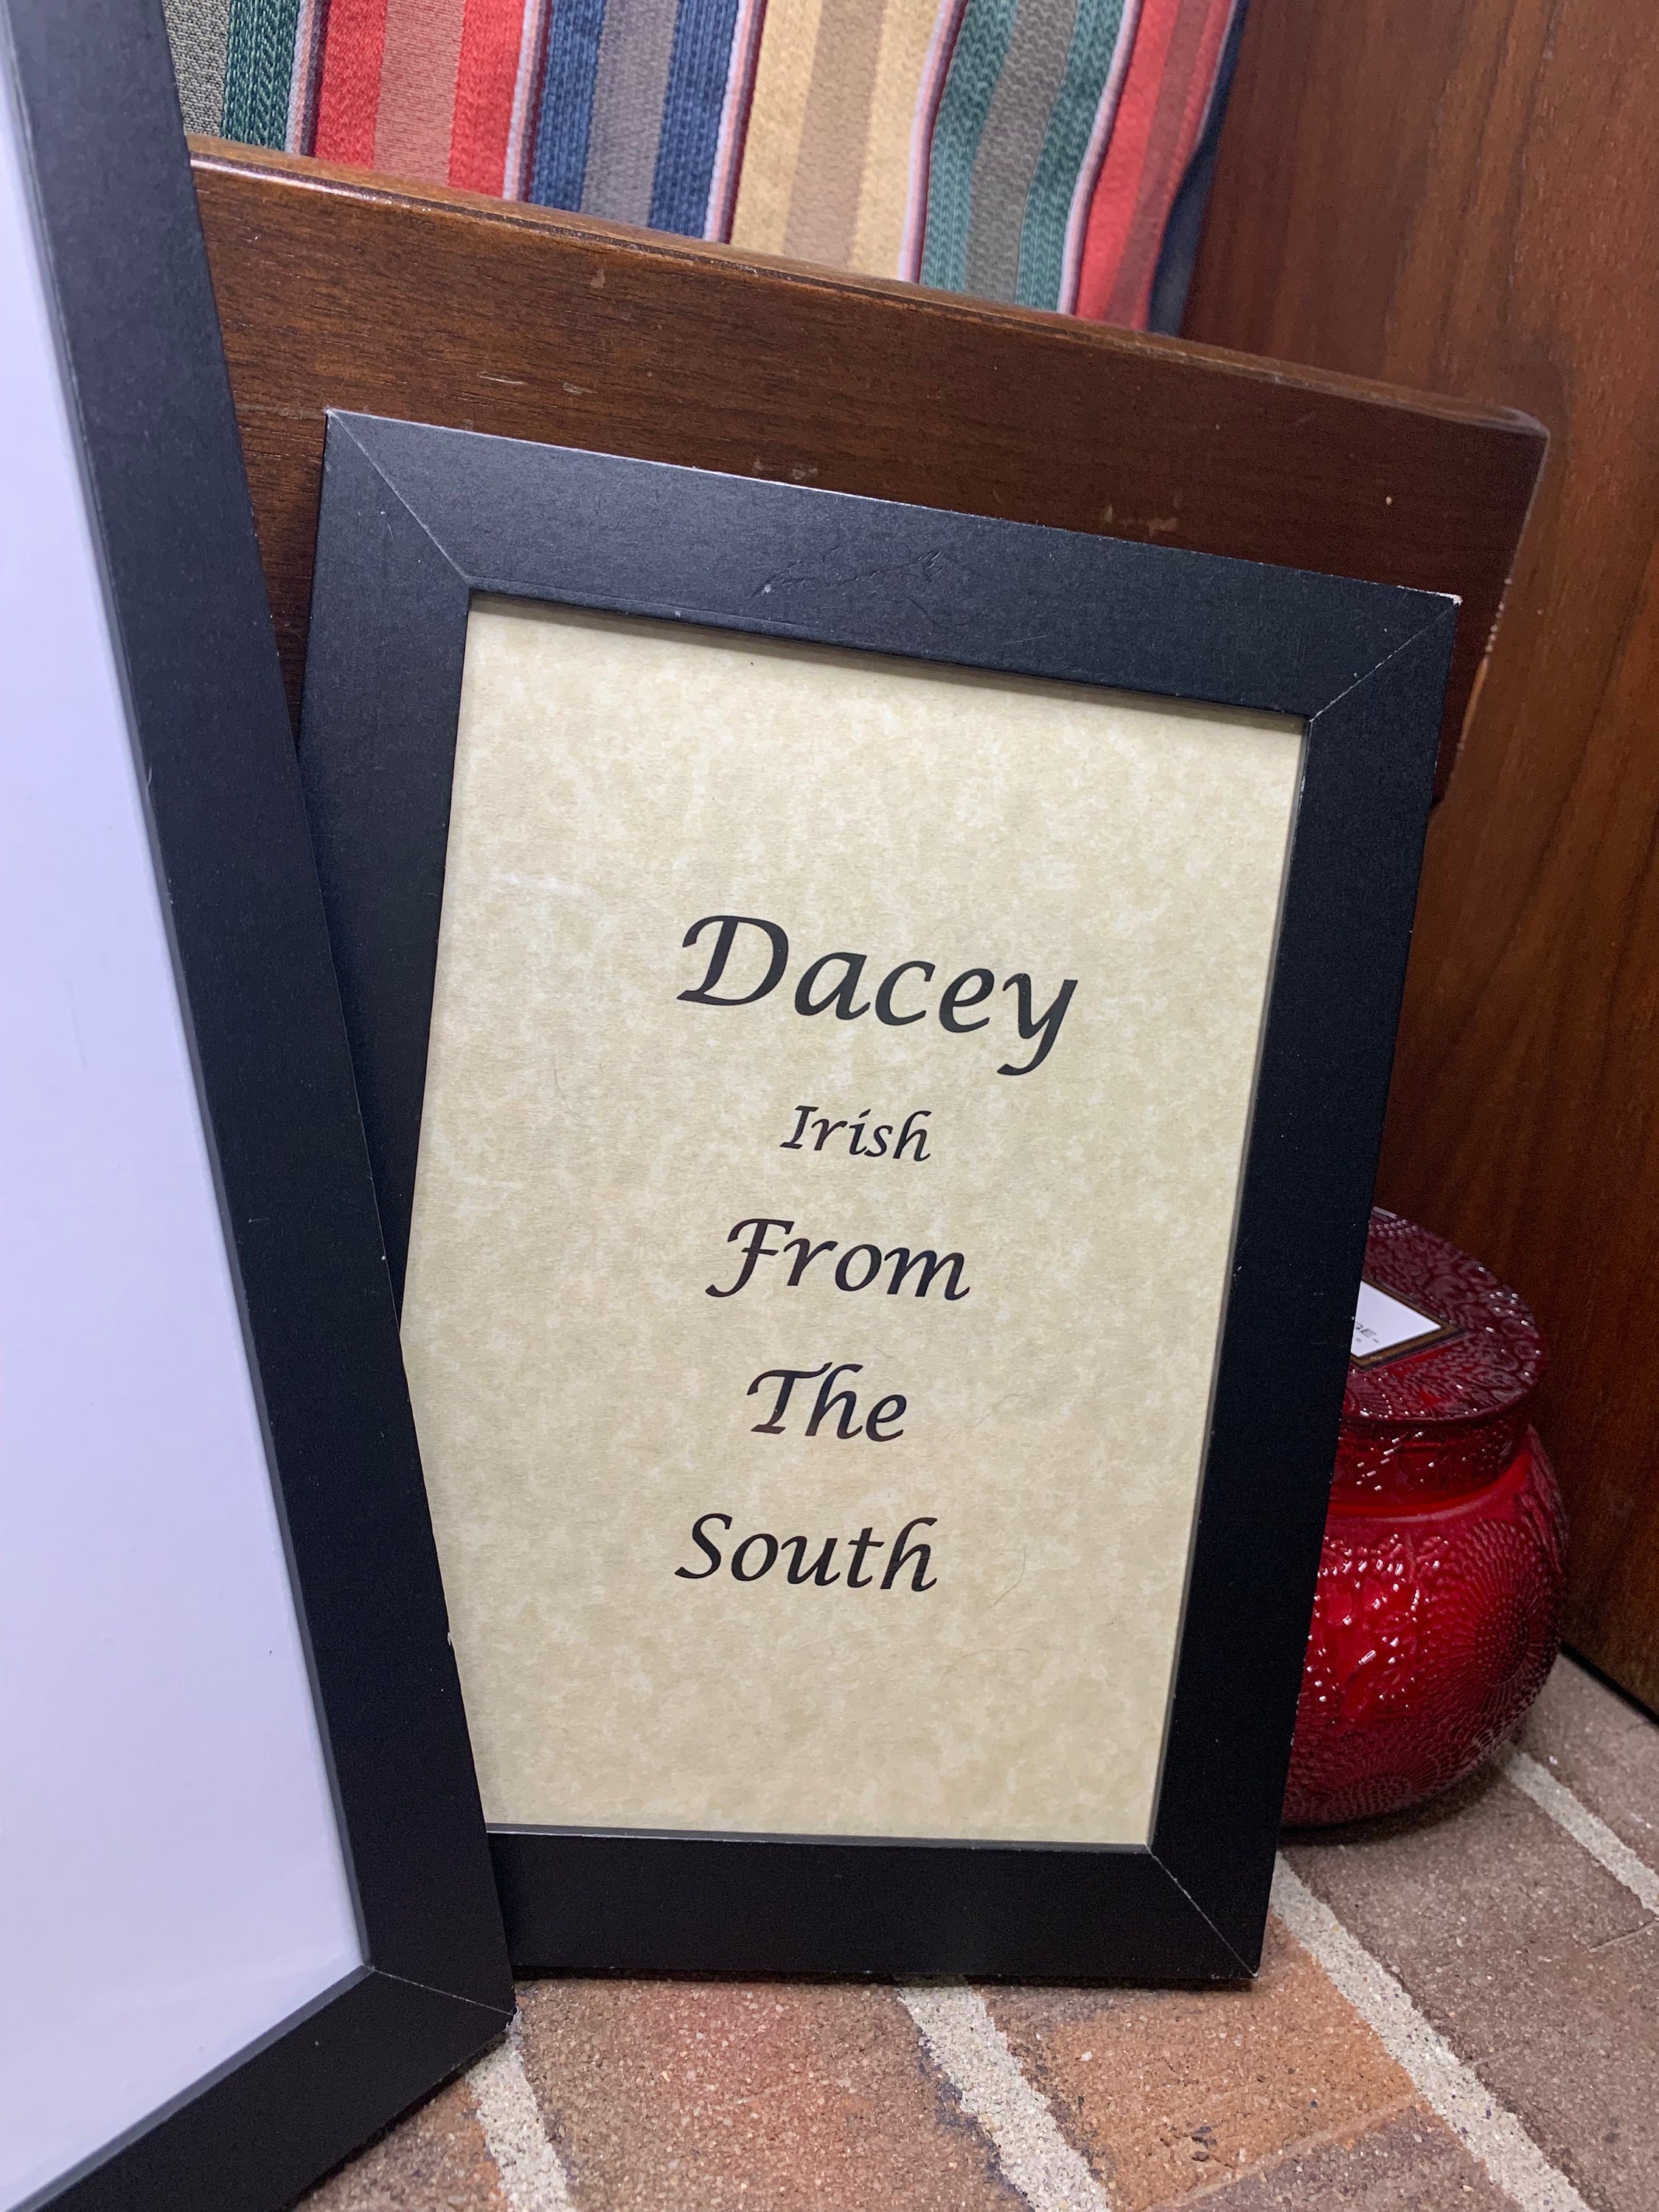 Dacey
Irish
From
The
South